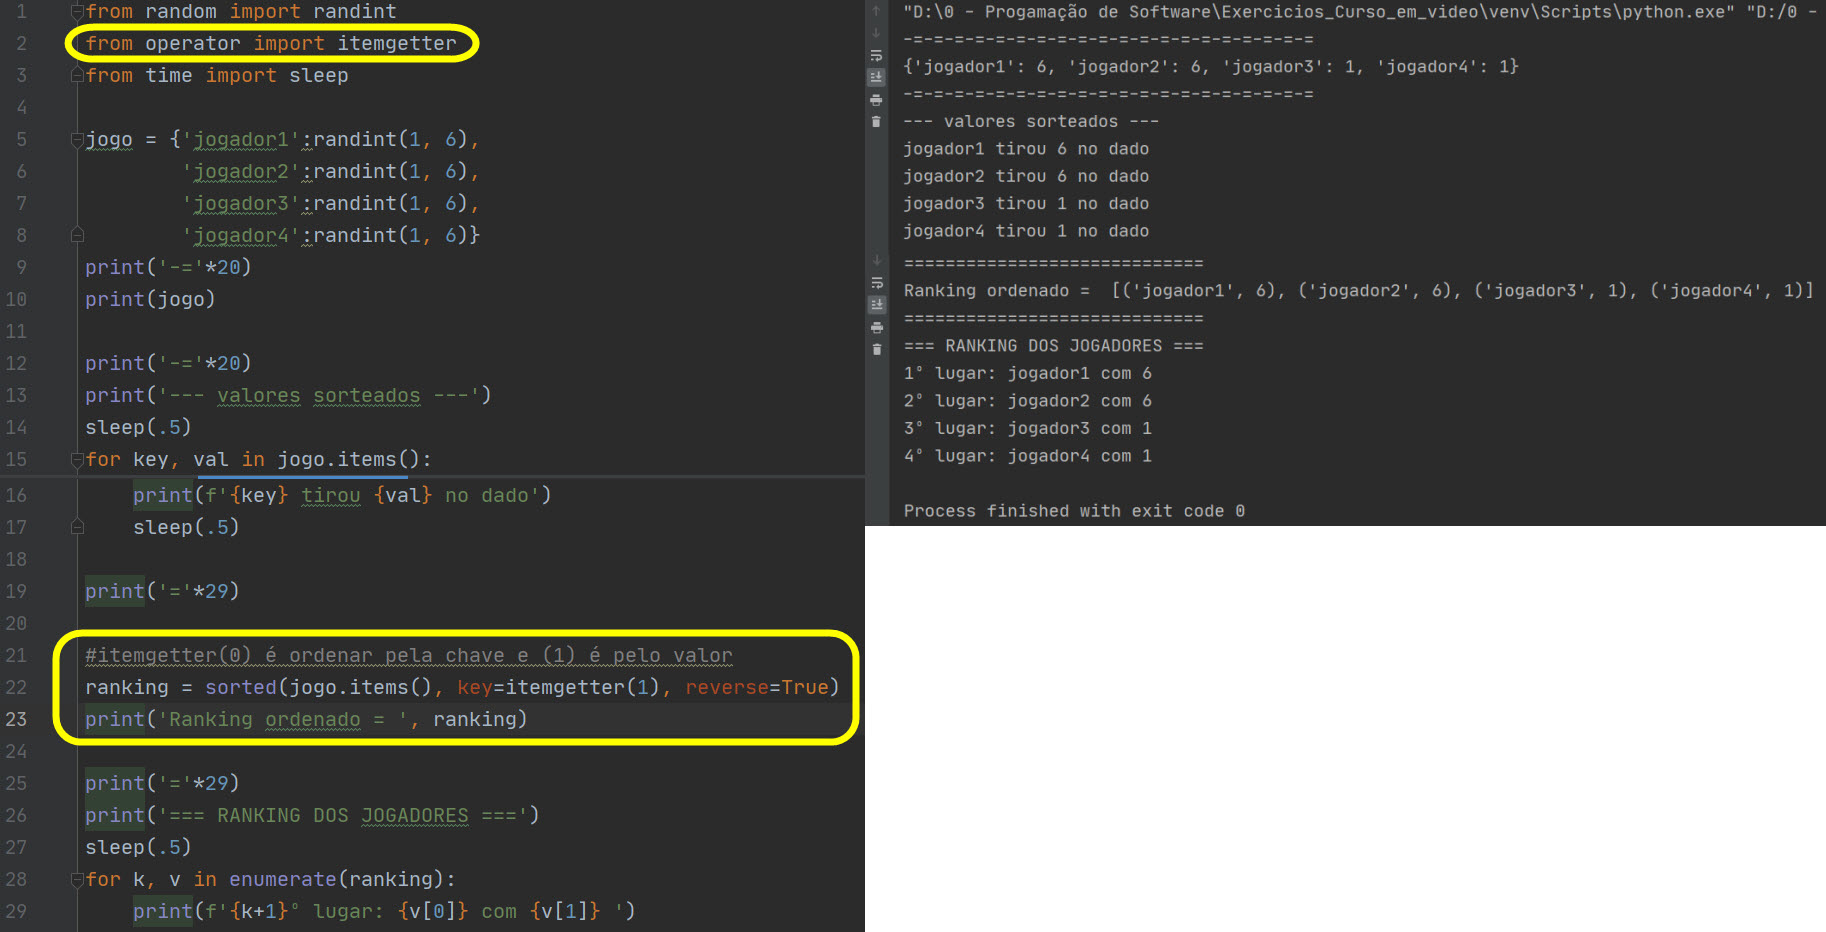 1 from random import randint
2 from operator import itemgetter
3 from time import sleep
4
5 jogo = {'jogador1':randint(1, 6),
6         'jogador2':randint(1, 6),
7         'jogador3':randint(1, 6),
8         'jogador4':randint(1, 6)}
9 print('-='*20)
10 print(jogo)
11
12 print('-='*20)
13 print('--- valores sorteados ---')
14 sleep(.5)
15 for key, val in jogo.items():
16     print(f'{key} tirou {val} no dado')
17     sleep(.5)
18
19 print('='*29)
20
21 #itemgetter(0) é ordenar pela chave e (1) é pelo valor
22 ranking = sorted(jogo.items(), key=itemgetter(1), reverse=True)
23 print('Ranking ordenado = ', ranking)
24
25 print('='*29)
26 print('=== RANKING DOS JOGADORES ===')
27 sleep(.5)
28 for k, v in enumerate(ranking):
29     print(f'{k+1}° lugar: {v[0]} com {v[1]} ')
"D:\0 - Progamação de Software\Exercicios_Curso_em_video\venv\Scripts\python.exe" "D:/0 -
-=-=-=-=-=-=-=-=-=-=-=-=-=-=-=-=-=-=-=-=
{'jogador1': 6, 'jogador2': 6, 'jogador3': 1, 'jogador4': 1}
-=-=-=-=-=-=-=-=-=-=-=-=-=-=-=-=-=-=-=-=
--- valores sorteados ---
jogador1 tirou 6 no dado
jogador2 tirou 6 no dado
jogador3 tirou 1 no dado
jogador4 tirou 1 no dado
=============================
Ranking ordenado =  [('jogador1', 6), ('jogador2', 6), ('jogador3', 1), ('jogador4', 1)]
=============================
=== RANKING DOS JOGADORES ===
1° lugar: jogador1 com 6
2° lugar: jogador2 com 6
3° lugar: jogador3 com 1
4° lugar: jogador4 com 1
Process finished with exit code 0